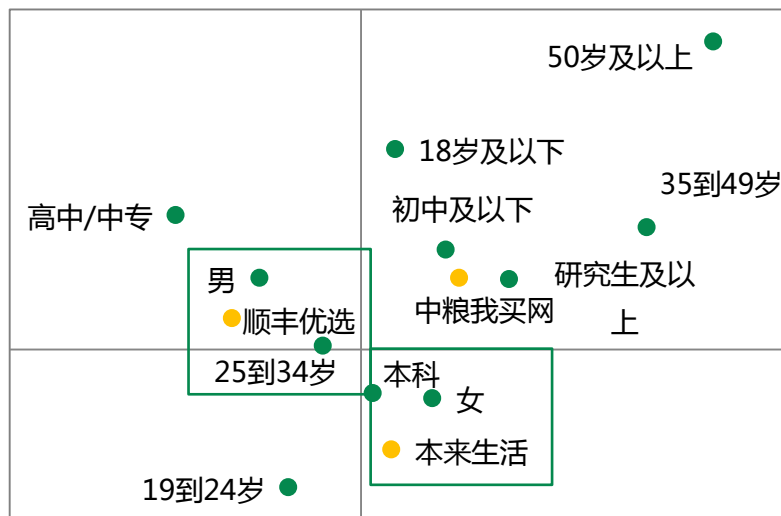 50岁及以上
18岁及以下
35到49岁
高中/中专
初中及以下
男
研究生及以
上
中粮我买网
顺丰优选
25到34岁
本科
女
本来生活
19到24岁